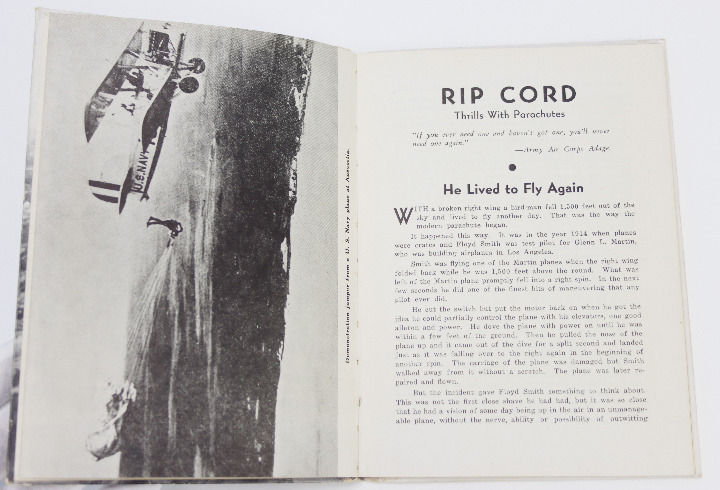 U.S. NAVY
Demonstration jumper from a U. S. Navy plane at Anacostia.
RIP CORD
Thrills With Parachutes
"If you ever need one and haven't got one, you'll never
need one again."
—Army Air Corps Adage.
He Lived to Fly Again
WITH a broken right wing a bird-man fell 1,500 feet out of the
sky and lived to fly another day. That was the way the
modern parachute began.
It happened this way. It was in the year 1914 when planes
were crates and Floyd Smith was test pilot for Glenn L. Martin,
who was building airplanes in Los Angeles.
Smith was flying one of the Martin planes when the right wing
folded back while he was 1,500 feet above the round. What was
left of the Martin plane promptly fell into a right spin. In the next
few seconds he did one of the finest bits of maneuvering that any
pilot ever did.
He cut the switch but put the motor back on when he got the
idea he could partially control the plane with his elevators, one good
aileron and power. He dove the plane with power on until he was
within a few feet of the ground. Then he pulled the nose of the
plane up and it came out of the dive for a split second and landed
just as it was falling over to the right again in the beginning of
another spin. The carriage of the plane was damaged but Smith
walked away from it without a scratch. The plane was later re-
paired and flown.
But the incident gave Floyd Smith something to think about.
This was not the first close shave he had had, but it was so close
that he had a vision of some day being up in the air in an unmanage-
able plane, without the nerve, ability or possibility of outwitting